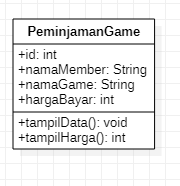 PeminjamanGame
+id: int
+namaMember: String
+namaGame: String
+hargaBayar: int
+tampilData(): void
+tampilHarga(): int